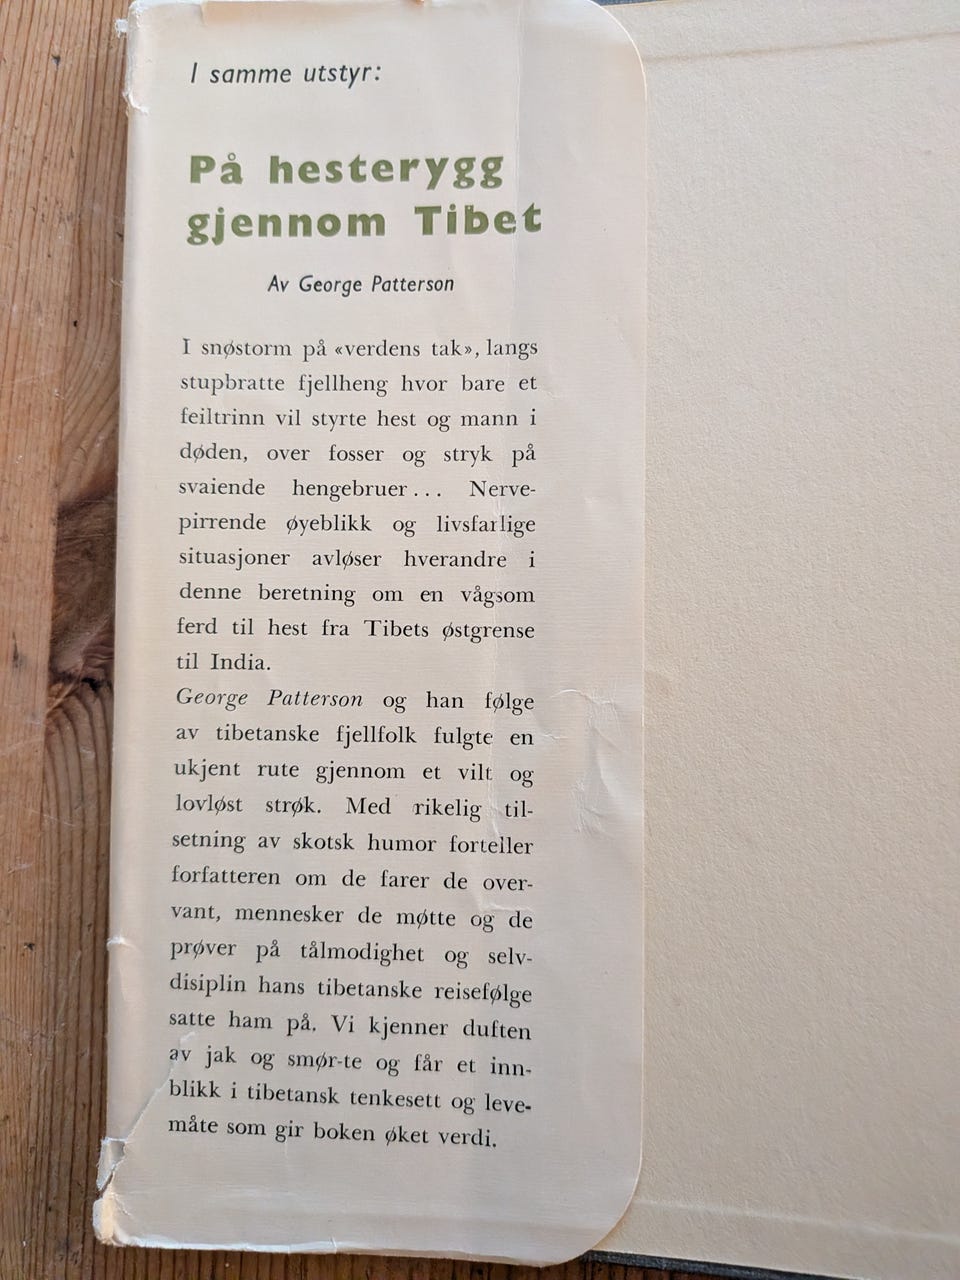 I samme utstyr:
På hesterygg
gjennom Tibet
Av George Patterson
I snøstorm på «verdens tak», langs
stupbratte fjellheng hvor bare et
feiltrinn vil styrte hest og mann i
døden, over fosser og stryk på
svaiende hengebruer... Nerve-
pirrende øyeblikk og livsfarlige
situasjoner avløser hverandre i
denne beretning om en vågsom
ferd til hest fra Tibets østgrense
til India.
George Patterson og han følge
av tibetanske fjellfolk fulgte en
ukjent rute gjennom et vilt og
lovløst strøk. Med rikelig til-
setning av skotsk humor forteller
forfatteren om de farer de over-
vant, mennesker de møtte og de
prøver på tålmodighet og selv-
disiplin hans tibetanske reisefølge
satte ham på. Vi kjenner duften
av jak og smør-te og får et inn-
blikk i tibetansk tenkesett og leve-
måte som gir boken øket verdi.